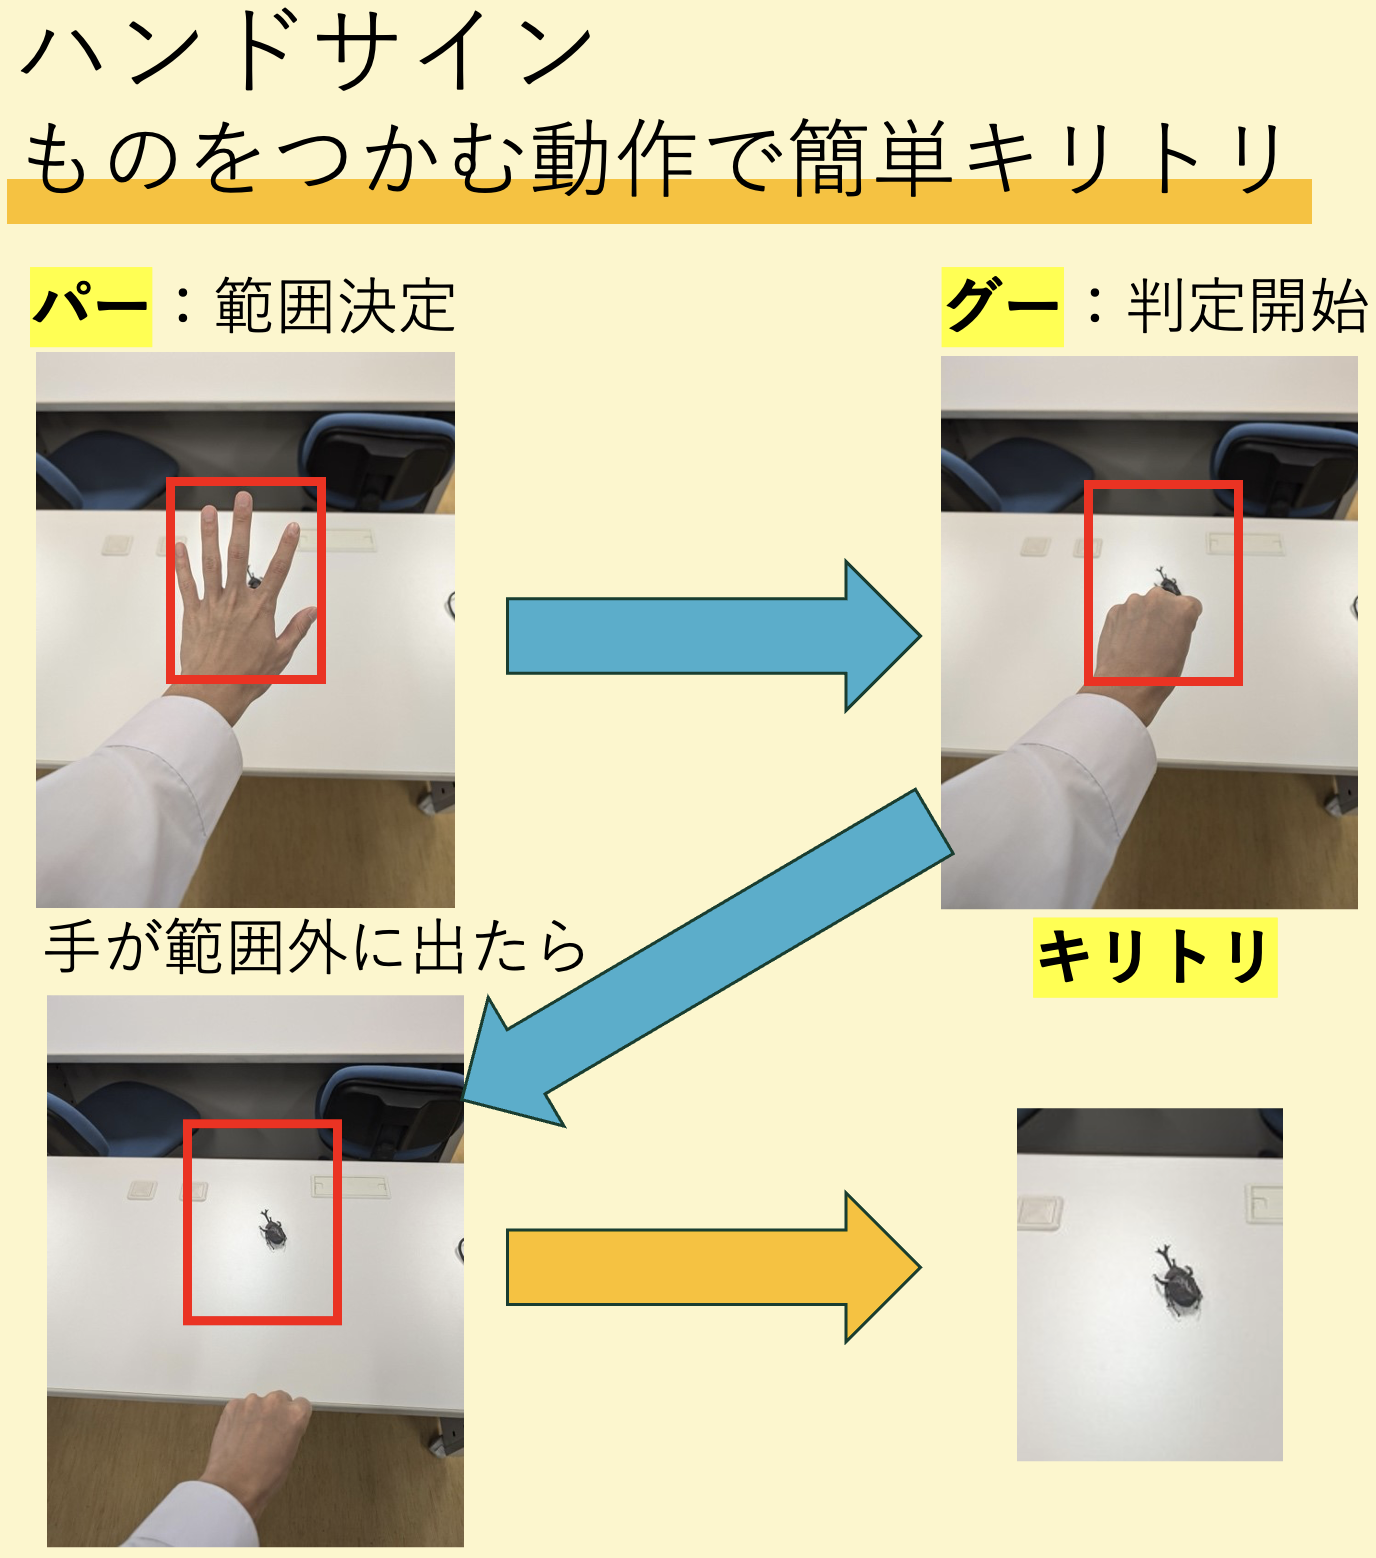 ハンドサイン
ものをつかむ動作で簡単キリトリ
パー：範囲決定
グー：判定開始
手が範囲外に出たら
キリトリ